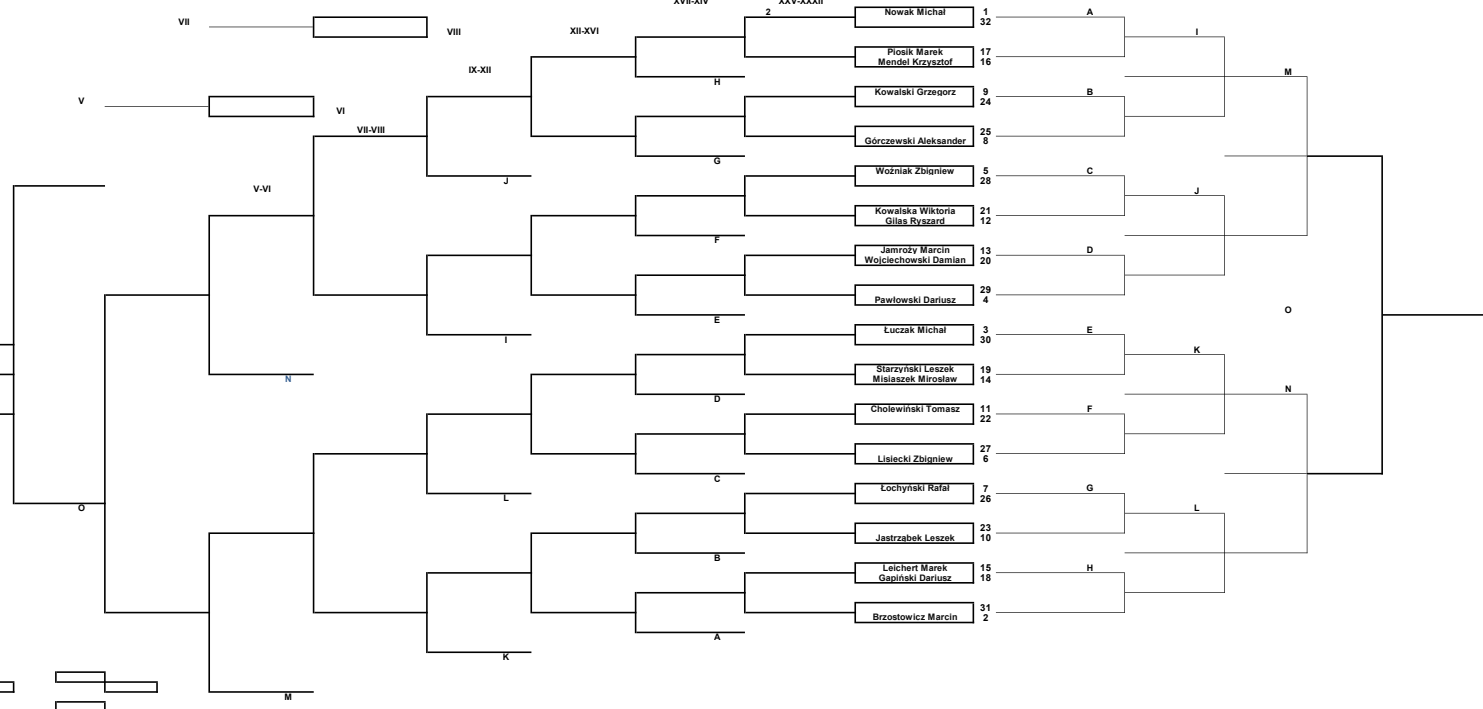 XVII-XIV XXV-XXXII
2 Nowak Michał 1 A
32
VII VIII XII-XVI I
Piosik Marek 17
Mendel Krzysztof 16
IX-XII M
H
Kowalski Grzegorz 9 B
24
V VI
VII-VIII
25
Górczewski Aleksander 8
G
Woźniak Zbigniew 5 C
J 28
V-VI J
Kowalska Wiktoria 21
Gilas Ryszard 12
F
Jamroży Marcin 13 D
Wojciechowski Damian 20
29
Pawłowski Dariusz 4
O
E
Łuczak Michał 3 E
I 30
K
Starzyński Leszek 19
N Misiaszek Mirosław 14
N
D
Cholewiński Tomasz 11 F
22
27
Lisiecki Zbigniew 6
C
Łochyński Rafał 7 G
L 26
O L
23
Jastrząbek Leszek 10
B
Leichert Marek 15 H
Gapiński Dariusz 18
31
Brzostowicz Marcin 2
A
K
M